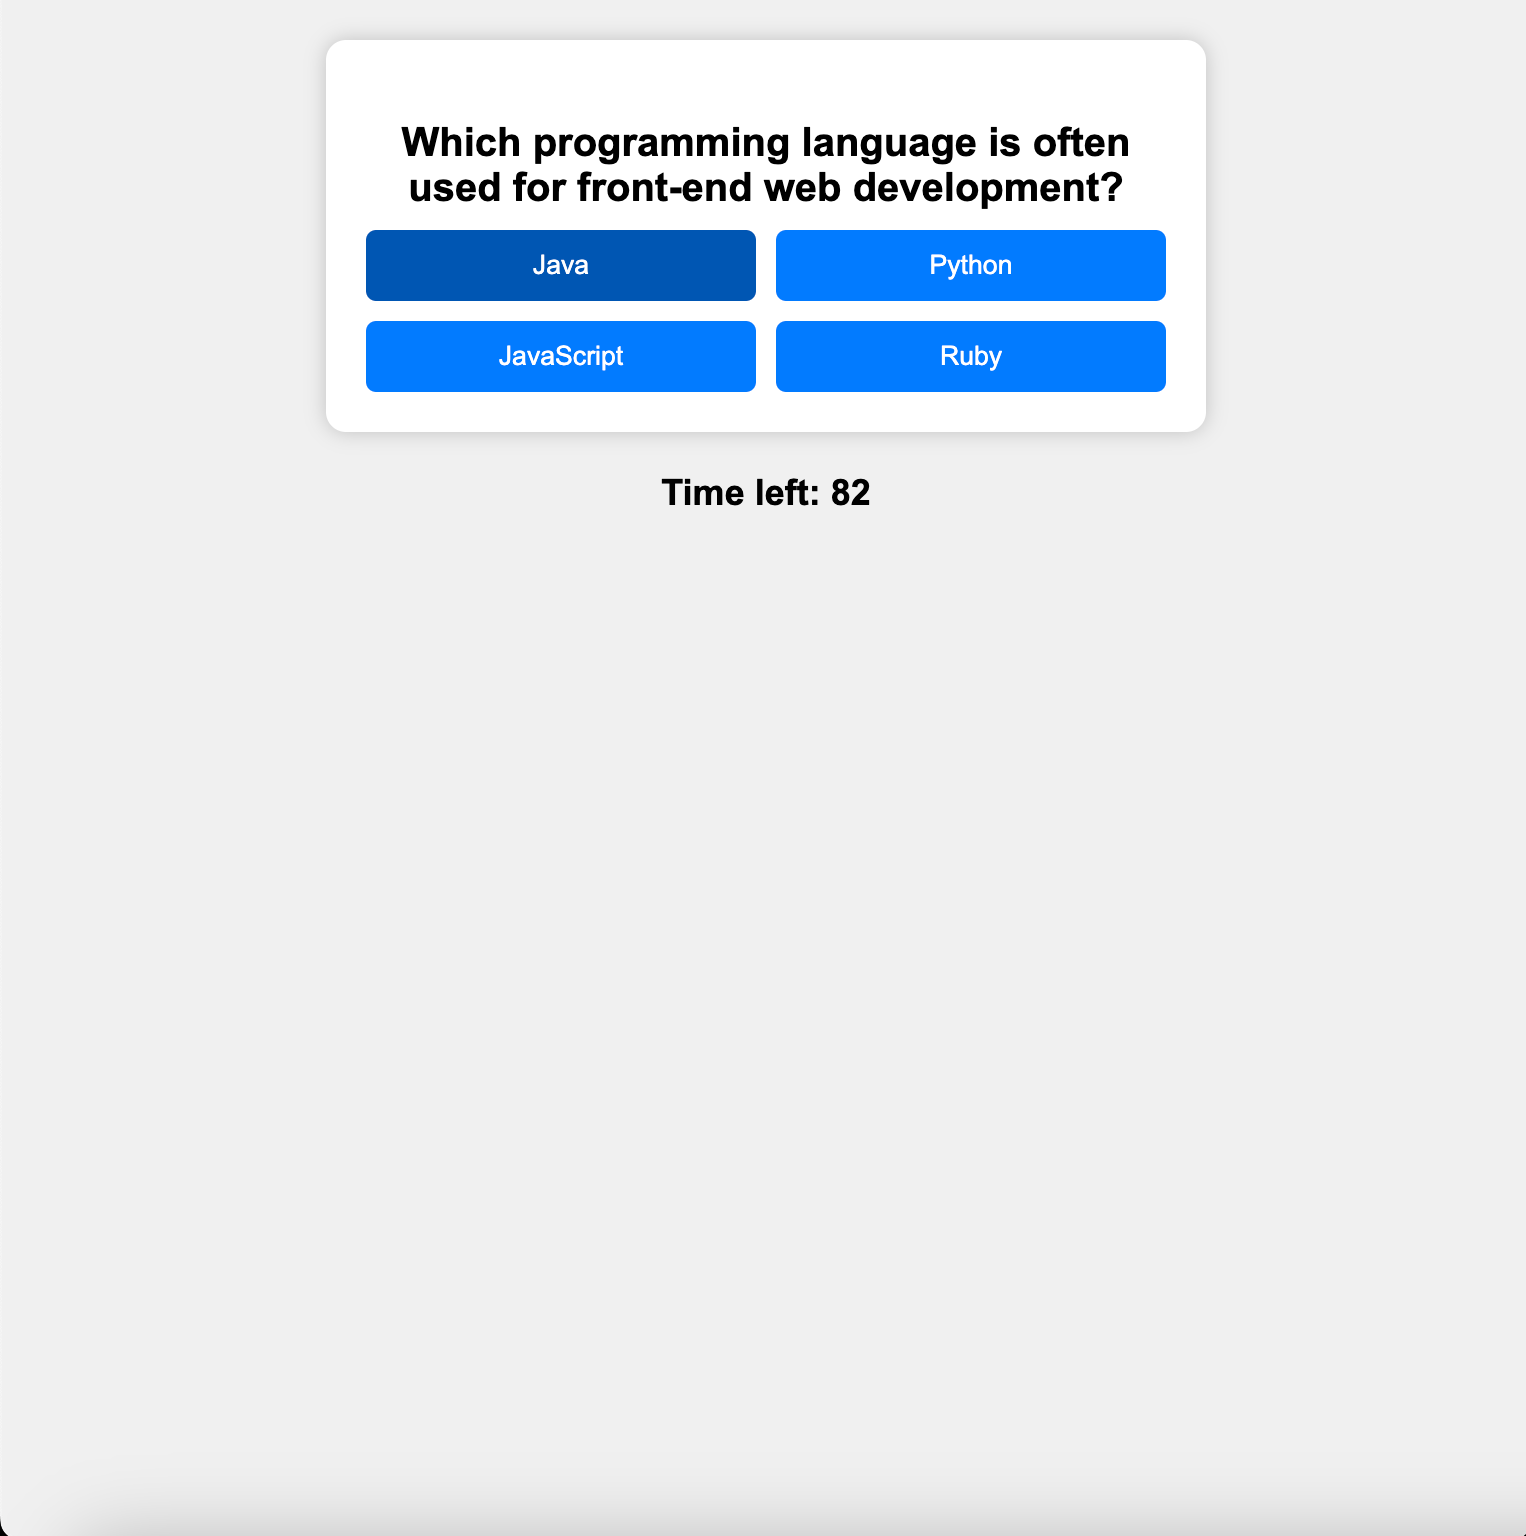 Which programming language is often
used for front-end web development?
Java
Python
JavaScript
Ruby
Time left: 82